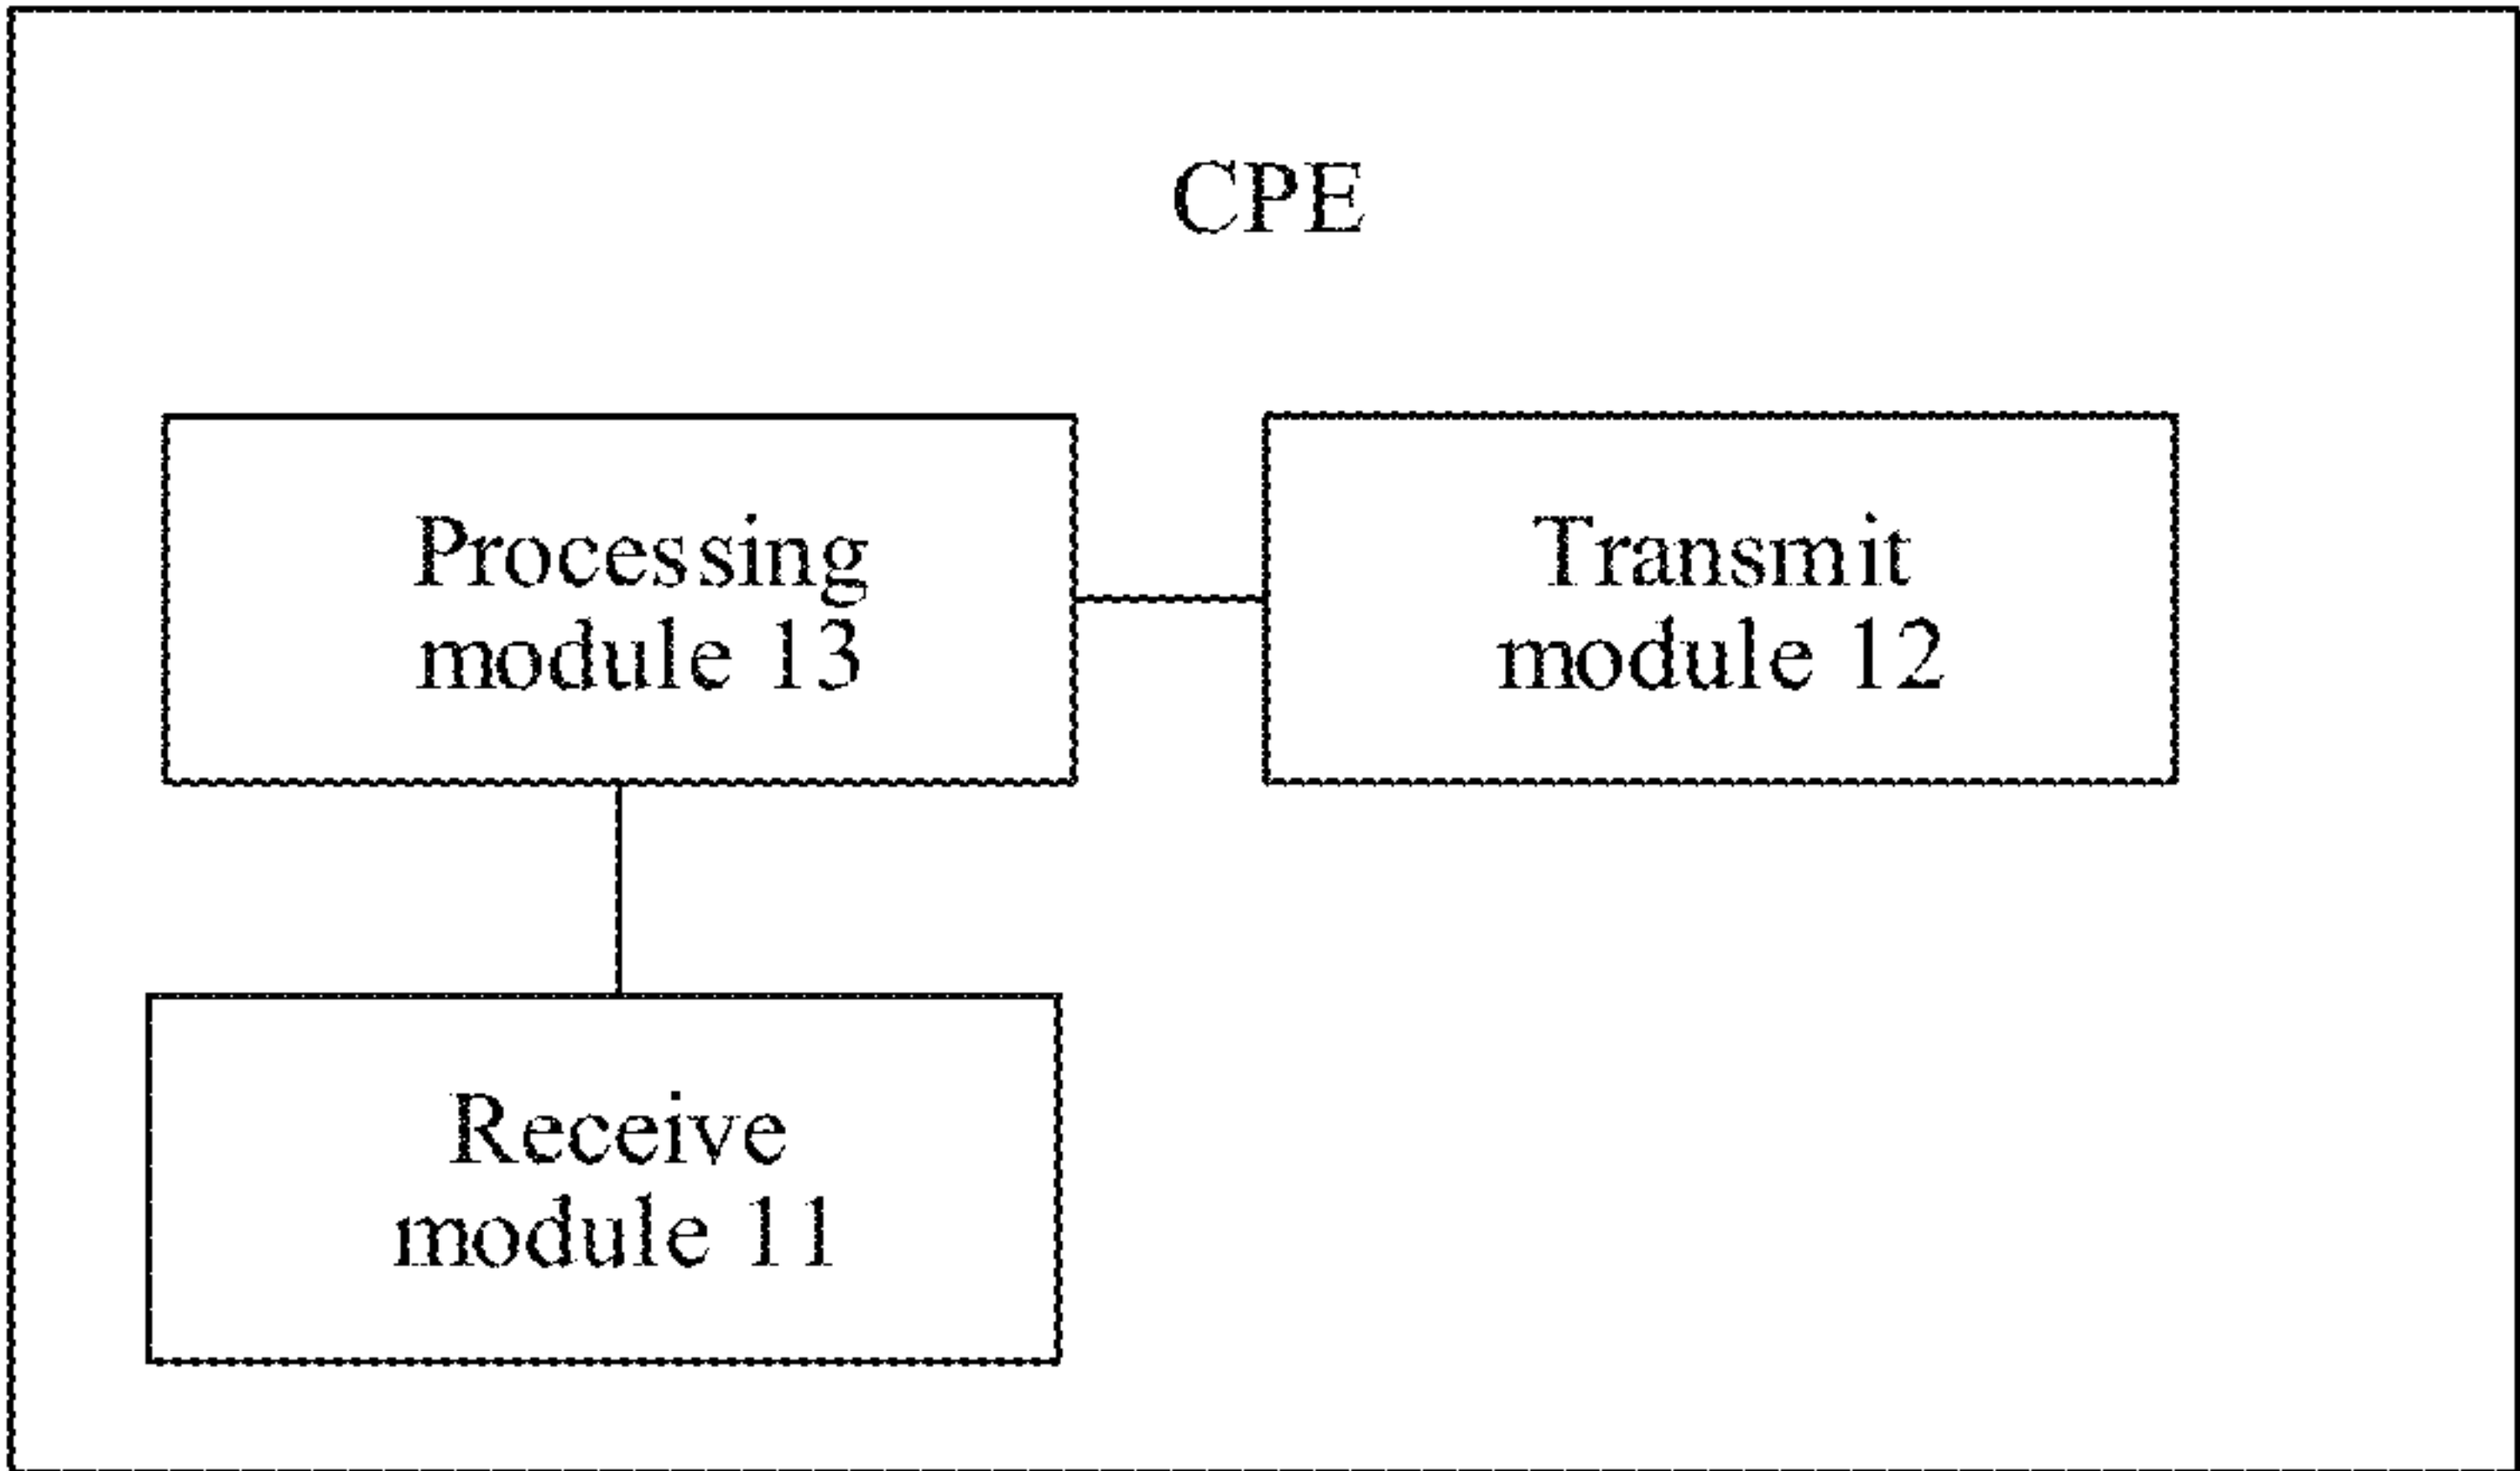 CPE
Processing
module 13
Transmit
module 12
Receive
module 11